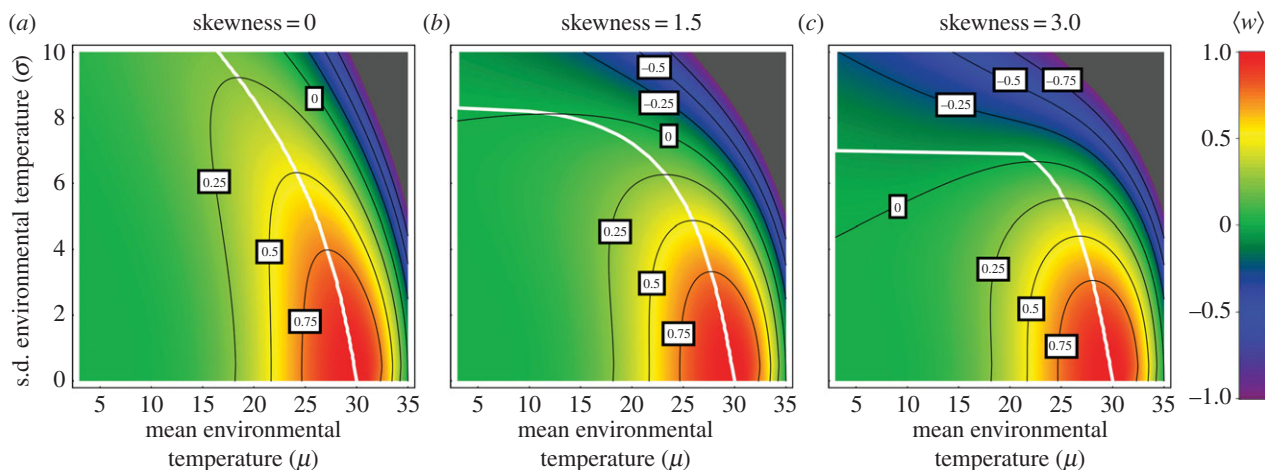 (a) skewness = 0
(b) skewness = 1.5
(c) skewness = 3.0
⟨w⟩
s.d. environmental temperature (σ)
10
8
6
4
2
0
0
0.25
0.5
0.75
5 10 15 20 25 30 35
mean environmental
temperature (μ)
−0.5
−0.25
0
0.25
0.5
0.75
5 10 15 20 25 30 35
mean environmental
temperature (μ)
−0.5
−0.75
−0.25
0
0.25
0.5
0.75
5 10 15 20 25 30 35
mean environmental
temperature (μ)
1.0
0.5
0
−0.5
−1.0